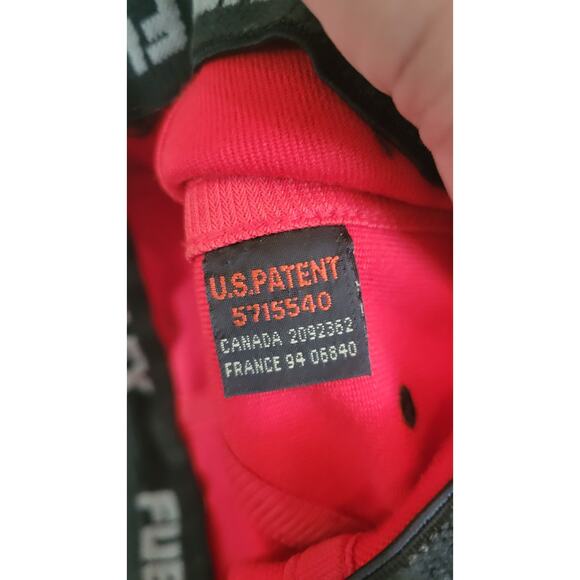 U.S.PATENT
5715540
CANADA 2092362
FRANCE 94 06840